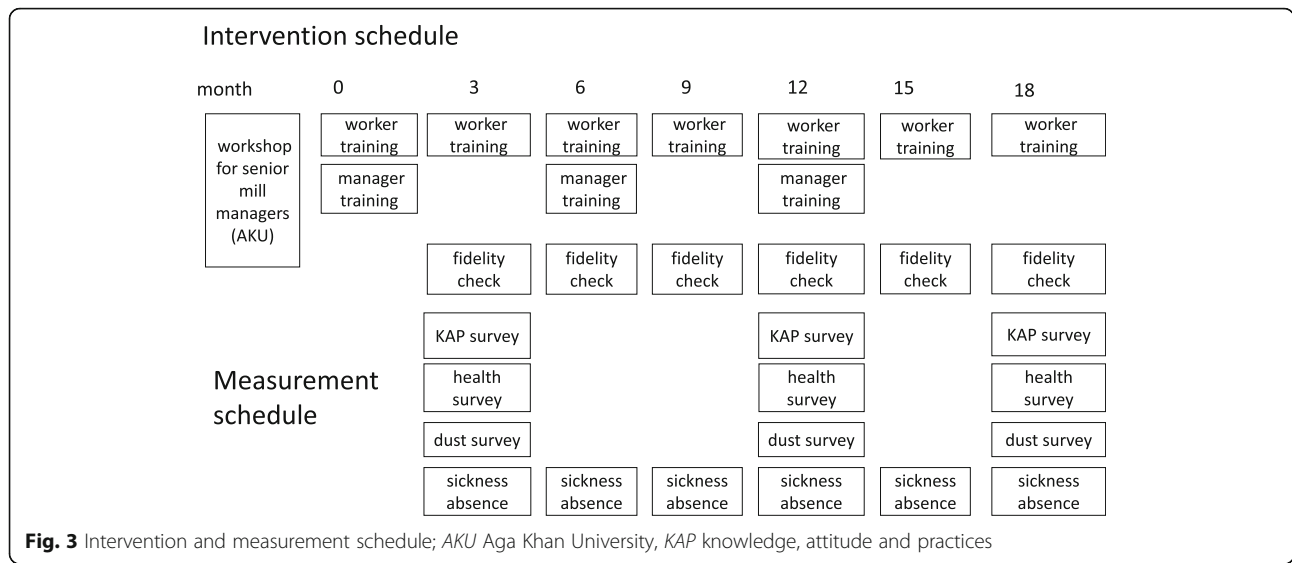 Intervention schedule
month 0 3 6 9 12 15 18
workshop
for senior
mill
managers
(AKU)
worker
training
worker
training
worker
training
worker
training
worker
training
worker
training
worker
training
manager
training
manager
training
manager
training
fidelity
check
fidelity
check
fidelity
check
fidelity
check
fidelity
check
fidelity
check
Measurement
schedule
KAP survey
KAP survey
KAP survey
health
survey
health
survey
health
survey
dust survey
dust survey
dust survey
sickness
absence
sickness
absence
sickness
absence
sickness
absence
sickness
absence
sickness
absence
Fig. 3 Intervention and measurement schedule; AKU Aga Khan University, KAP knowledge, attitude and practices